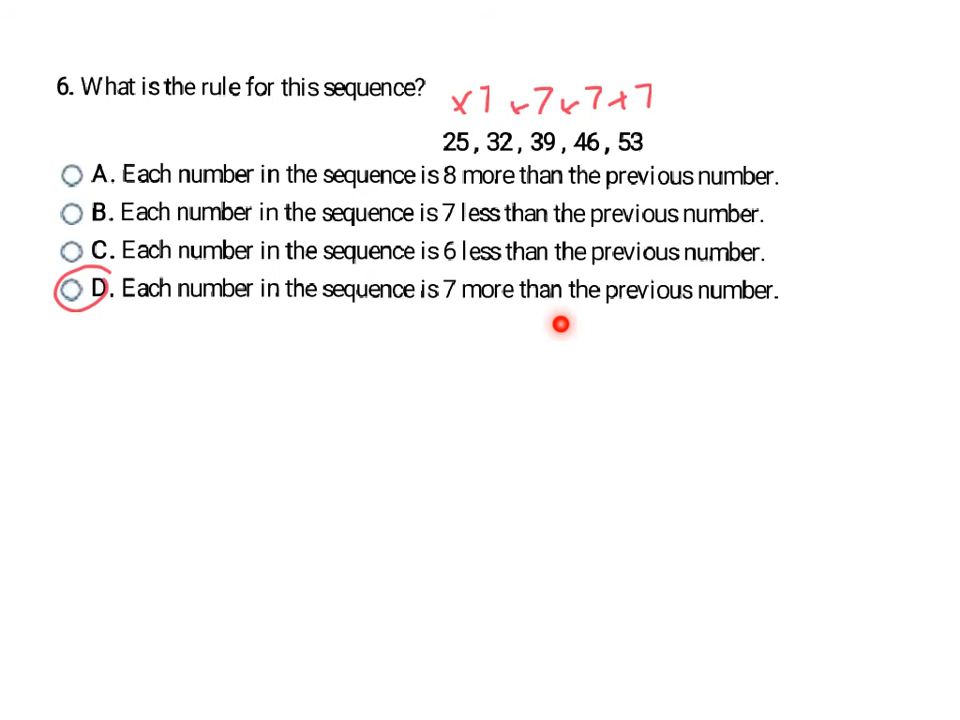 6. What is the rule for this sequence?
+7 +7 +7 +7
25, 32, 39, 46, 53
A. Each number in the sequence is 8 more than the previous number.
B. Each number in the sequence is 7 less than the previous number.
C. Each number in the sequence is 6 less than the previous number.
D. Each number in the sequence is 7 more than the previous number.